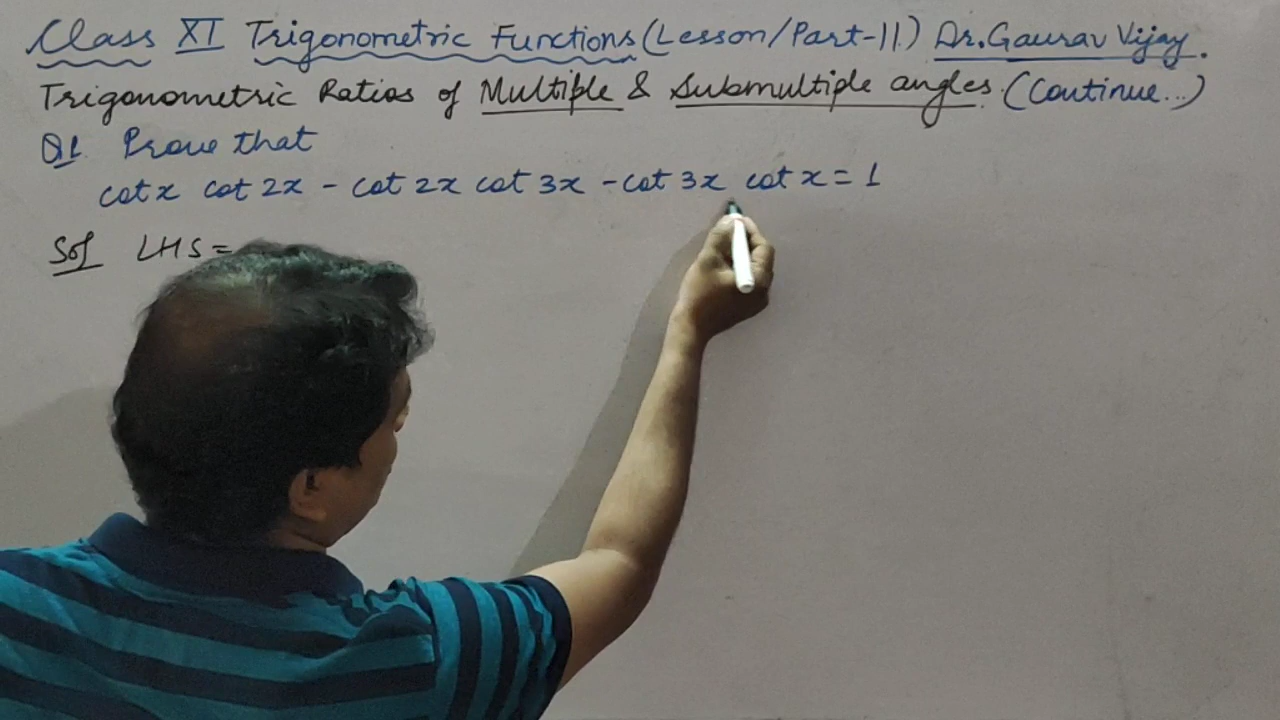 Class XI Trigonometric Functions (Lesson/Part-11) Dr. Gaurav Vijay.
Trigonometric Ratios of Multiple & Submultiple angles. (Continue...)
Q1. Prove that
cot x cot 2x - cot 2x cot 3x - cot 3x cot x = 1
Sol LHS =